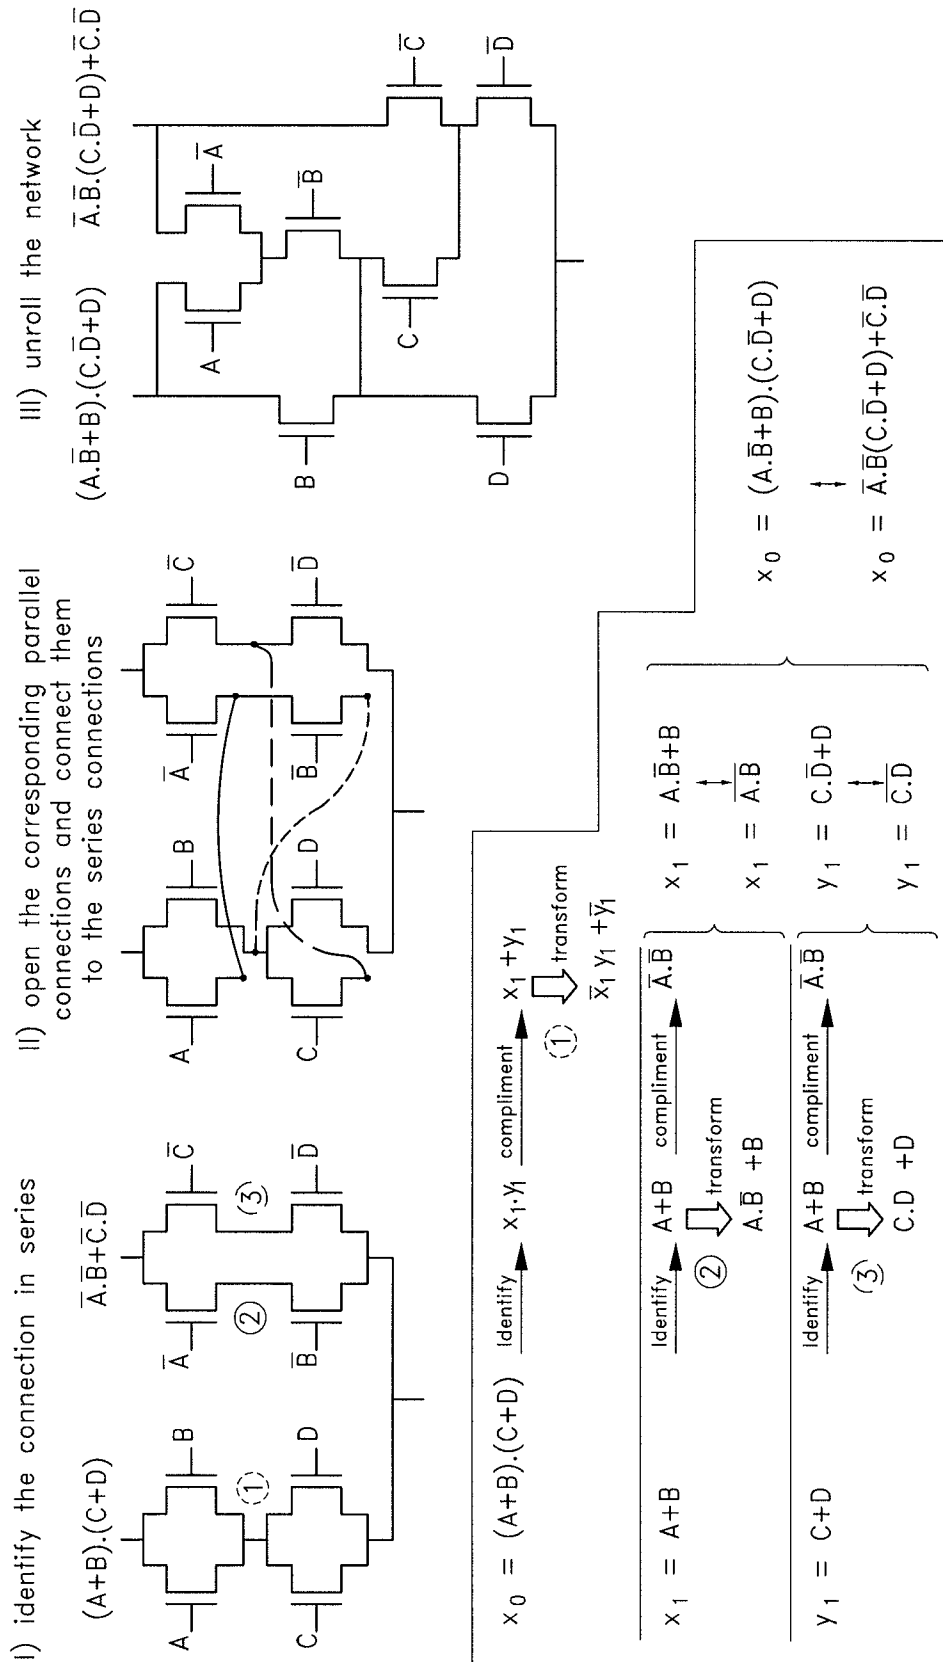 I) identify the connection in series
(A+B).(C+D)
A̅.B̅+C̅.D̅
A
B
C
D
①
A̅
B̅
C̅
D̅
②
③
II) open the corresponding parallel
connections and connect them
to the series connections
A
B
C
D
A̅
B̅
C̅
D̅
III) unroll the network
(A.B̅+B).(C.D̅+D)
A̅.B̅.(C.D̅+D)+C̅.D̅
A
A̅
B
B̅
C
C̅
D
D̅
x₀ = (A+B).(C+D)
Identify
x₁.y₁
compliment
x₁+y₁
①
transform
x̅₁ y₁ +y̅₁
x₁ = A+B
Identify
A+B
compliment
A̅.B̅
②
transform
A.B̅ +B
y₁ = C+D
Identify
A+B
compliment
A̅.B̅
③
transform
C.D +D
x₁ = A.B̅+B
x₁ = A̅.̅B̅
y₁ = C.D̅+D
y₁ = C̅.̅D̅
x₀ = (A.B̅+B).(C.D̅+D)
x₀ = A̅.B̅(C.D̅+D)+C̅.D̅